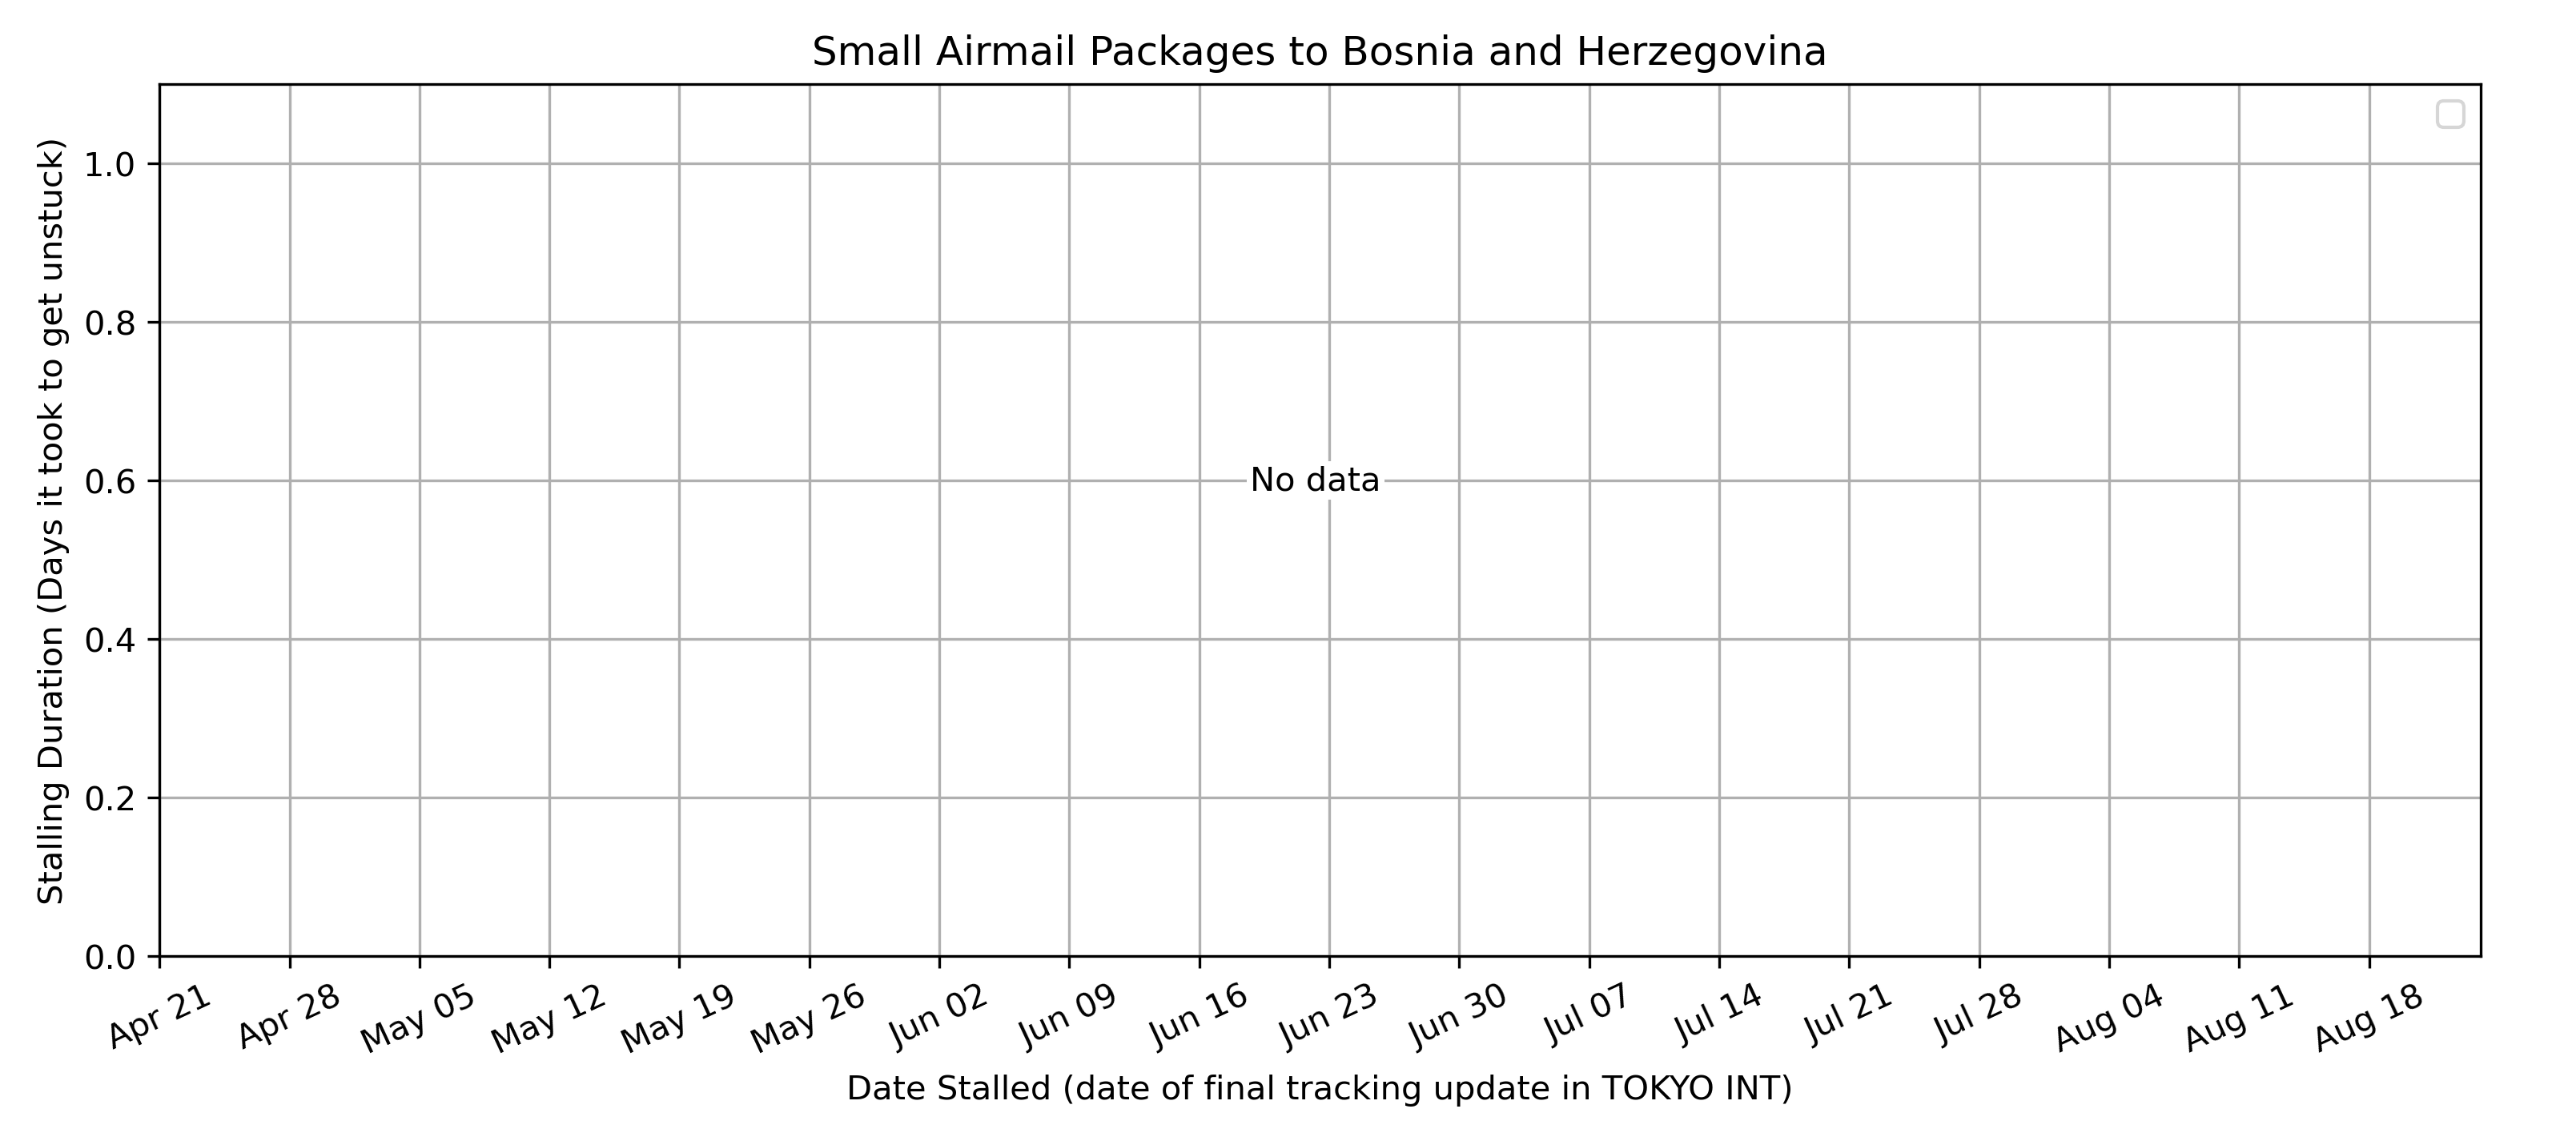 Small Airmail Packages to Bosnia and Herzegovina
Stalling Duration (Days it took to get unstuck)
1.0
0.8
0.6
0.4
0.2
0.0
No data
Apr 21
Apr 28
May 05
May 12
May 19
May 26
Jun 02
Jun 09
Jun 16
Jun 23
Jun 30
Jul 07
Jul 14
Jul 21
Jul 28
Aug 04
Aug 11
Aug 18
Date Stalled (date of final tracking update in TOKYO INT)